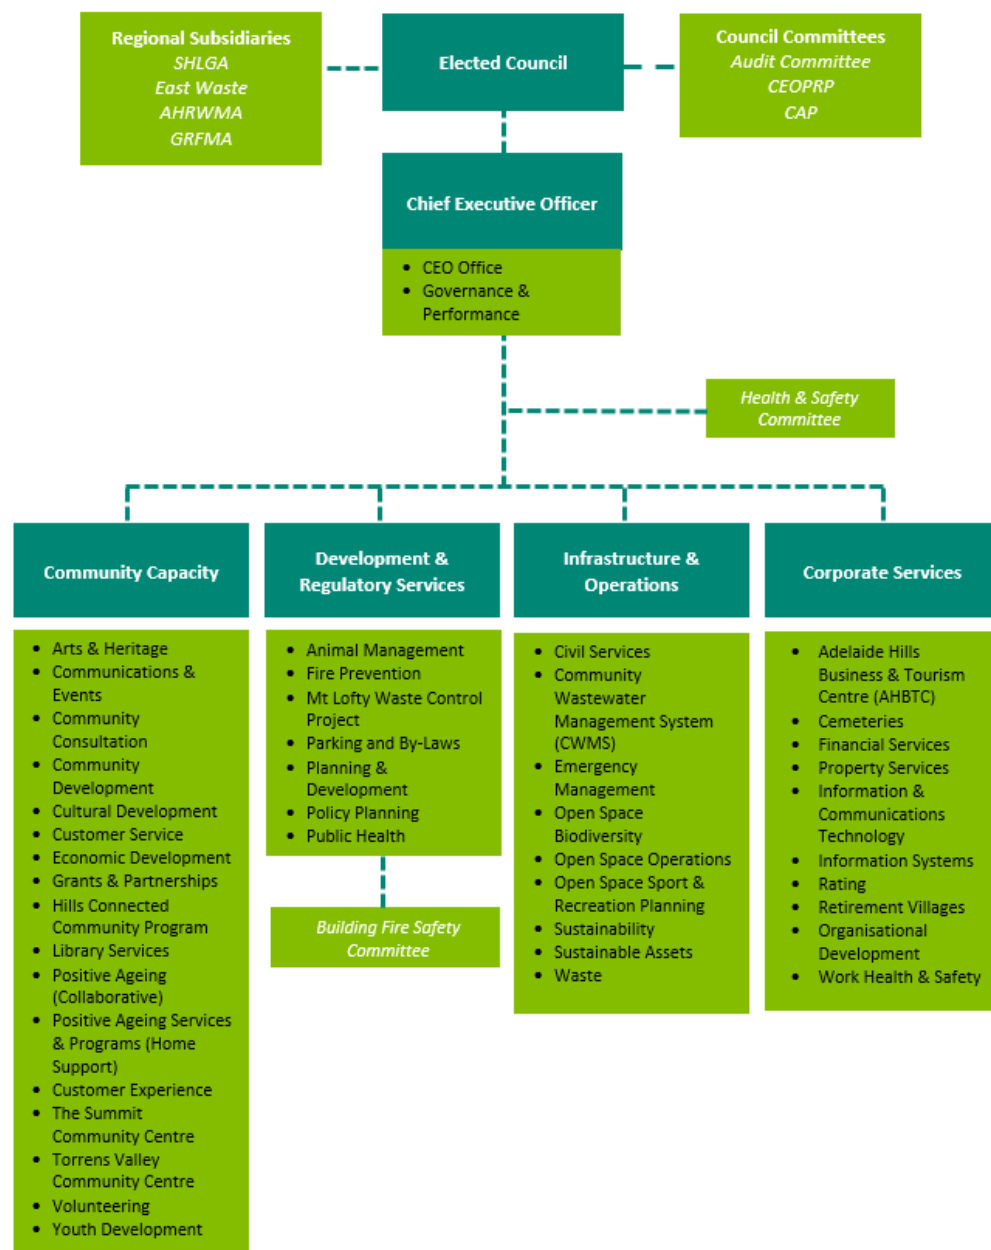 Regional Subsidiaries
SHLGA
East Waste
AHRWMA
GRFMA
Elected Council
Council Committees
Audit Committee
CEOPRP
CAP
Chief Executive Officer
• CEO Office
• Governance &
Performance
Health & Safety
Committee
Community Capacity
• Arts & Heritage
• Communications &
Events
• Community
Consultation
• Community
Development
• Cultural Development
• Customer Service
• Economic Development
• Grants & Partnerships
• Hills Connected
Community Program
• Library Services
• Positive Ageing
(Collaborative)
• Positive Ageing Services
& Programs (Home
Support)
• Customer Experience
• The Summit
Community Centre
• Torrens Valley
Community Centre
• Volunteering
• Youth Development
Development &
Regulatory Services
• Animal Management
• Fire Prevention
• Mt Lofty Waste Control
Project
• Parking and By-Laws
• Planning &
Development
• Policy Planning
• Public Health
Building Fire Safety
Committee
Infrastructure &
Operations
• Civil Services
• Community
Wastewater
Management System
(CWMS)
• Emergency
Management
• Open Space
Biodiversity
• Open Space Operations
• Open Space Sport &
Recreation Planning
• Sustainability
• Sustainable Assets
• Waste
Corporate Services
• Adelaide Hills
Business & Tourism
Centre (AHBTC)
• Cemeteries
• Financial Services
• Property Services
• Information &
Communications
Technology
• Information Systems
• Rating
• Retirement Villages
• Organisational
Development
• Work Health & Safety